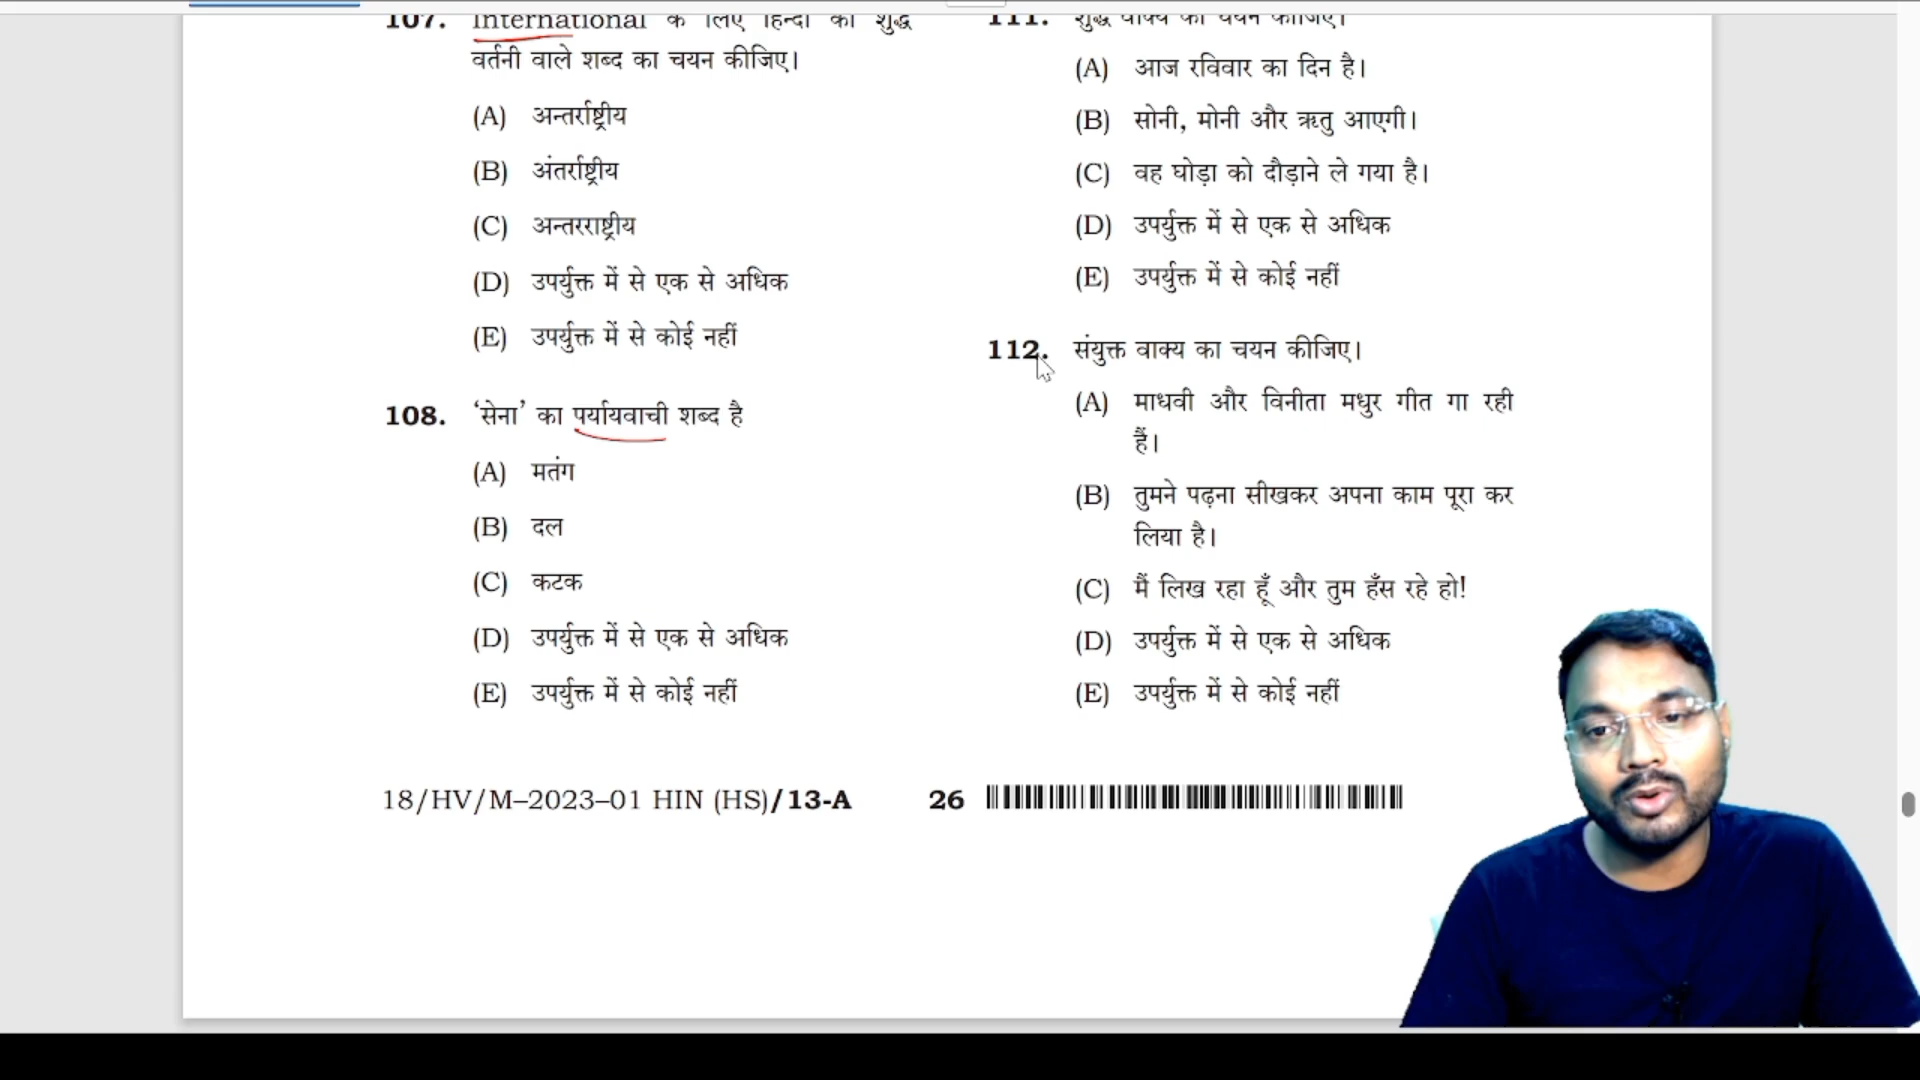 107. International के लिए हिन्दी की शुद्ध
वर्तनी वाले शब्द का चयन कीजिए।
(A) अन्तर्राष्ट्रीय
(B) अंतर्राष्ट्रीय
(C) अन्तरराष्ट्रीय
(D) उपर्युक्त में से एक से अधिक
(E) उपर्युक्त में से कोई नहीं
108. 'सेना' का पर्यायवाची शब्द है
(A) मतंग
(B) दल
(C) कटक
(D) उपर्युक्त में से एक से अधिक
(E) उपर्युक्त में से कोई नहीं
111. शुद्ध वाक्य का चयन कीजिए।
(A) आज रविवार का दिन है।
(B) सोनी, मोनी और ऋतु आएगी।
(C) वह घोड़ा को दौड़ाने ले गया है।
(D) उपर्युक्त में से एक से अधिक
(E) उपर्युक्त में से कोई नहीं
112. संयुक्त वाक्य का चयन कीजिए।
(A) माधवी और विनीता मधुर गीत गा रही
हैं।
(B) तुमने पढ़ना सीखकर अपना काम पूरा कर
लिया है।
(C) मैं लिख रहा हूँ और तुम हँस रहे हो!
(D) उपर्युक्त में से एक से अधिक
(E) उपर्युक्त में से कोई नहीं
18/HV/M–2023–01 HIN (HS)/13-A 26